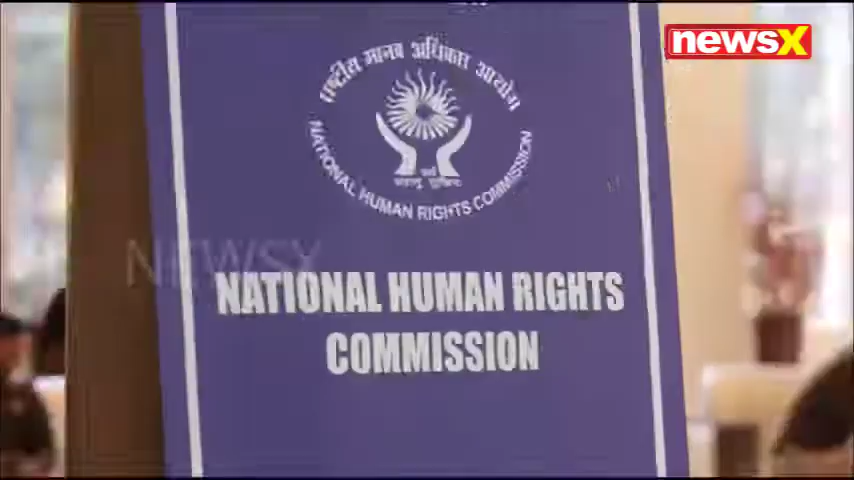 newsX
राष्ट्रीय मानव अधिकार आयोग
NATIONAL HUMAN RIGHTS COMMISSION
NEWSX
NATIONAL HUMAN RIGHTS
COMMISSION